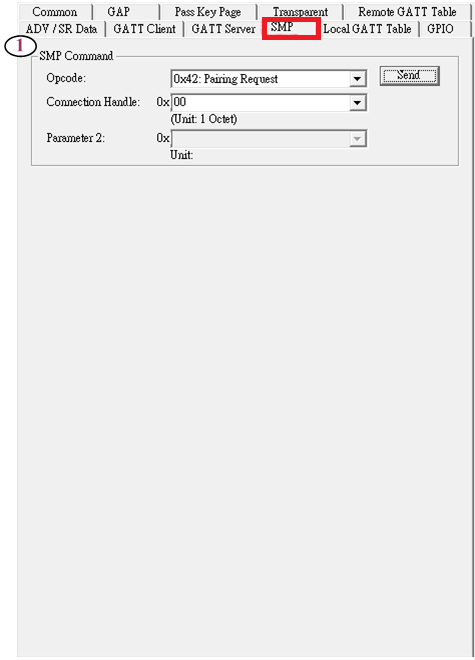 Common GAP Pass Key Page Transparent Remote GATT Table
ADV / SR Data GATT Client GATT Server SMP Local GATT Table GPIO
1
SMP Command
Opcode: 0x42: Pairing Request Send
Connection Handle: 0x 00
(Unit: 1 Octet)
Parameter 2: 0x
Unit: